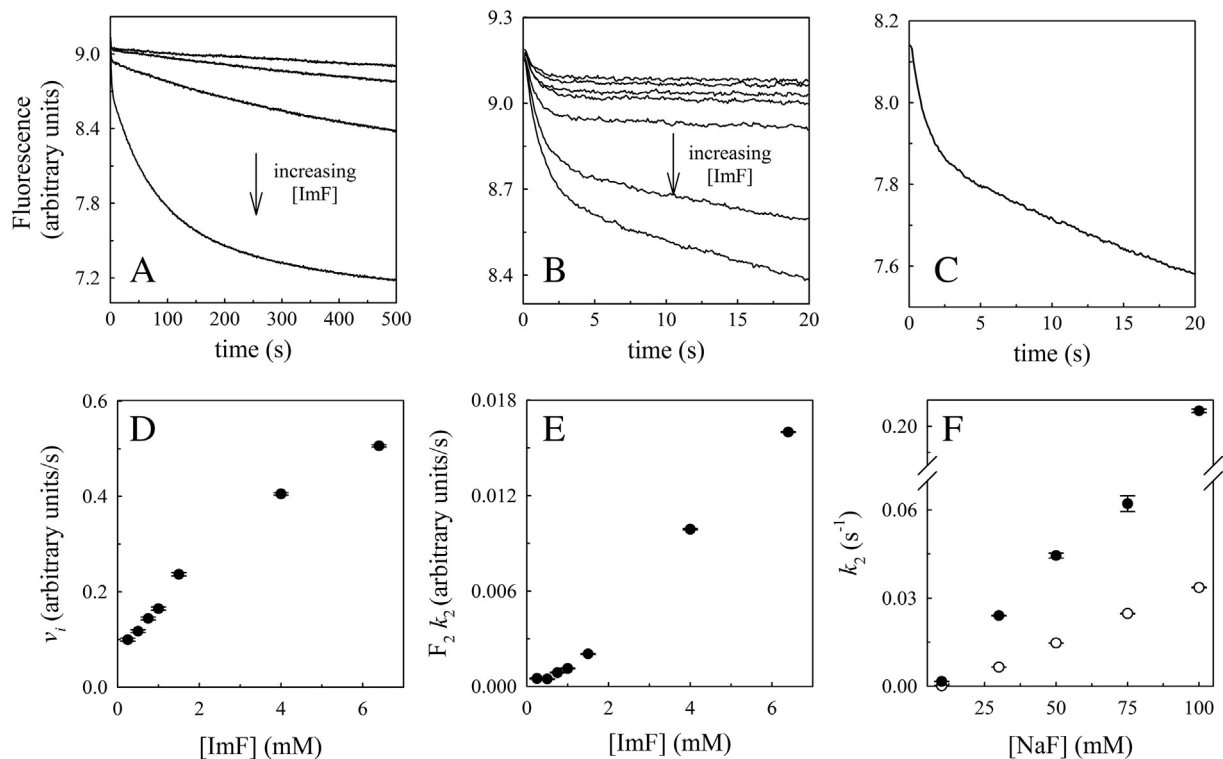 9.0
8.4
7.8
7.2
Fluorescence
(arbitrary units)
increasing
[ImF]
A
0 100 200 300 400 500
time (s)
9.3
9.0
8.7
8.4
increasing
[ImF]
B
0 5 10 15 20
time (s)
8.2
8.0
7.8
7.6
C
0 5 10 15 20
time (s)
0.6
0.4
0.2
0.0
v_i (arbitrary units/s)
D
0 2 4 6
[ImF] (mM)
0.018
0.012
0.006
0.000
F₂ k₂ (arbitrary units/s)
E
0 2 4 6
[ImF] (mM)
0.20
0.06
0.03
0.00
k₂ (s⁻¹)
F
25 50 75 100
[NaF] (mM)